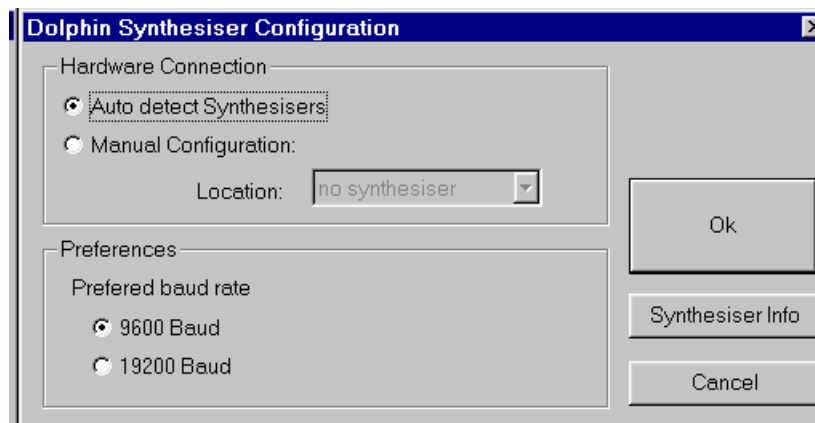 Dolphin Synthesiser Configuration
Hardware Connection
Auto detect Synthesisers
Manual Configuration:
Location: no synthesiser
Ok
Preferences
Prefered baud rate
9600 Baud
19200 Baud
Synthesiser Info
Cancel